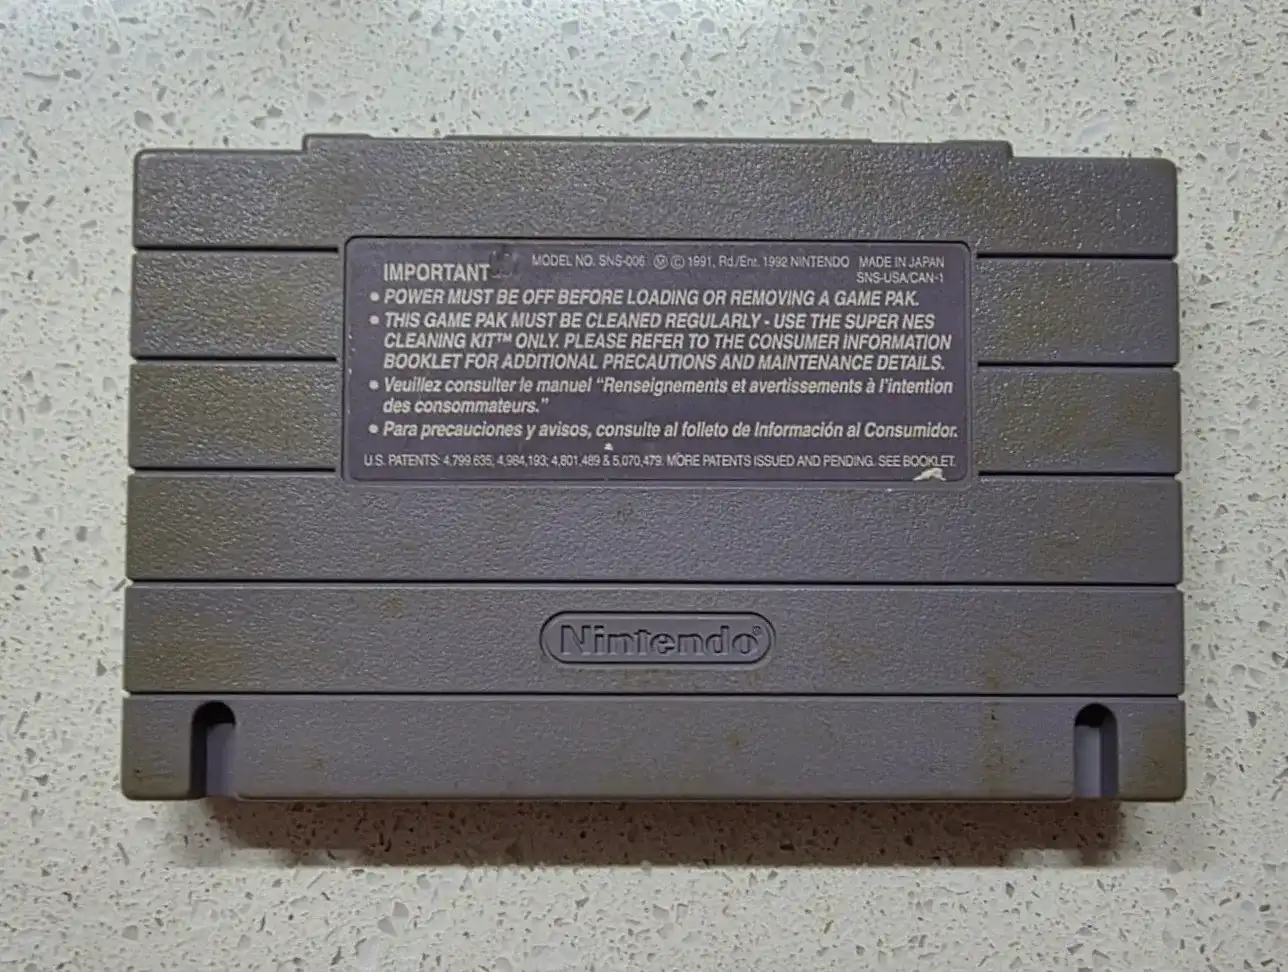 IMPORTANT
MODEL NO. SNS-006 Ⓜ © 1991, Rd./Enr. 1992 NINTENDO MADE IN JAPAN
SNS-USA/CAN-1
• POWER MUST BE OFF BEFORE LOADING OR REMOVING A GAME PAK.
• THIS GAME PAK MUST BE CLEANED REGULARLY - USE THE SUPER NES
CLEANING KIT™ ONLY. PLEASE REFER TO THE CONSUMER INFORMATION
BOOKLET FOR ADDITIONAL PRECAUTIONS AND MAINTENANCE DETAILS.
• Veuillez consulter le manuel "Renseignements et avertissements à l'intention
des consommateurs."
• Para precauciones y avisos, consulte al folleto de Información al Consumidor.
U.S. PATENTS: 4,799,635; 4,984,193; 4,801,489 & 5,070,479. MORE PATENTS ISSUED AND PENDING. SEE BOOKLET.
Nintendo®